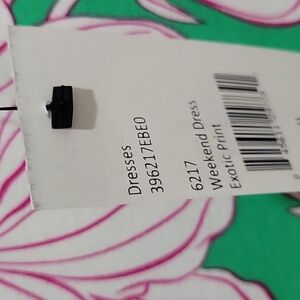 Dresses
396217EBE0
6217
Weekend Dress
Exotic Print